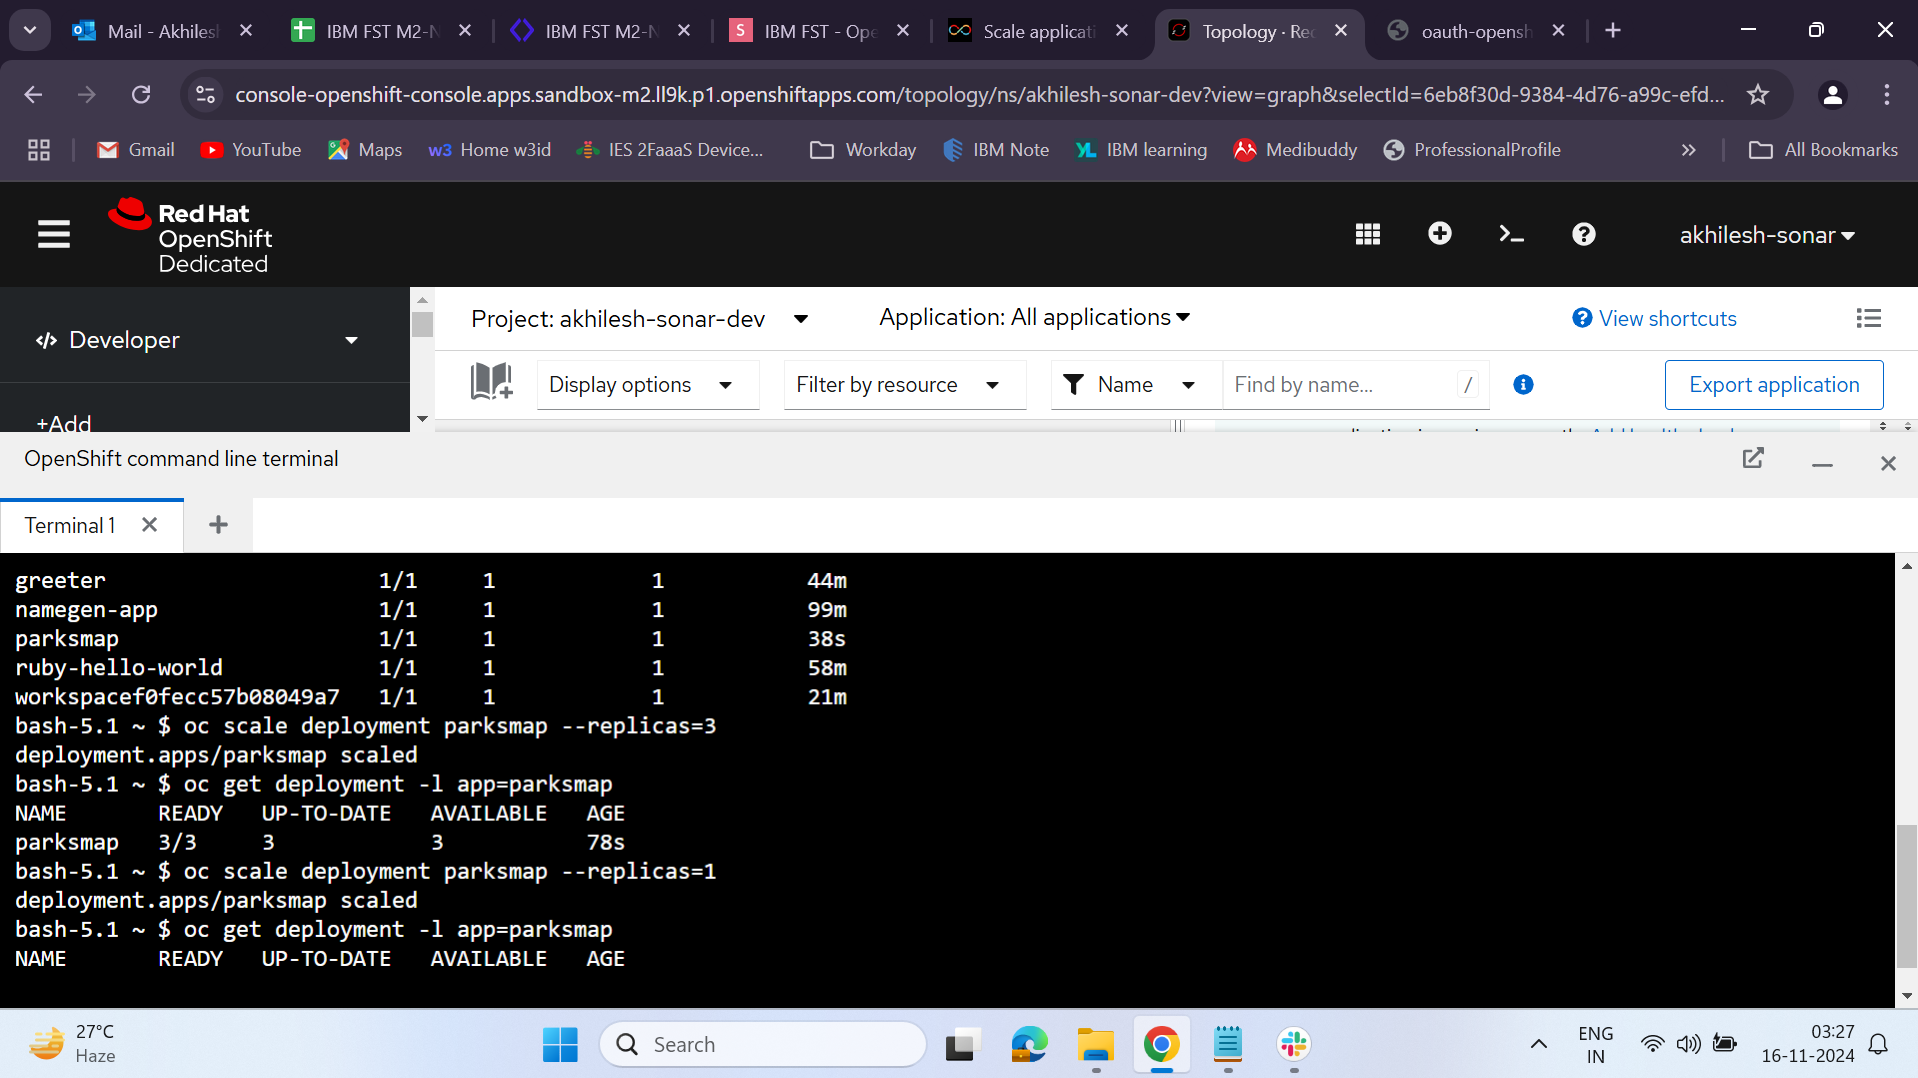 Mail - Akhiles
IBM FST M2-N
IBM FST M2-N
S
IBM FST - Ope
Scale applicati
Topology · Re
oauth-opensh
console-openshift-console.apps.sandbox-m2.ll9k.p1.openshiftapps.com/topology/ns/akhilesh-sonar-dev?view=graph&selectId=6eb8f30d-9384-4d76-a99c-efd...
Gmail
YouTube
Maps
w3 Home w3id
IES 2FaaaS Device...
Workday
IBM Note
YL IBM learning
Medibuddy
ProfessionalProfile
All Bookmarks
Red Hat
OpenShift
Dedicated
akhilesh-sonar
Developer
+Add
Project: akhilesh-sonar-dev
Application: All applications
View shortcuts
Display options
Filter by resource
Name
Find by name...
/
Export application
OpenShift command line terminal
Terminal 1
greeter 1/1 1 1 44m
namegen-app 1/1 1 1 99m
parksmap 1/1 1 1 38s
ruby-hello-world 1/1 1 1 58m
workspacef0fecc57b08049a7 1/1 1 1 21m
bash-5.1 ~ $ oc scale deployment parksmap --replicas=3
deployment.apps/parksmap scaled
bash-5.1 ~ $ oc get deployment -l app=parksmap
NAME READY UP-TO-DATE AVAILABLE AGE
parksmap 3/3 3 3 78s
bash-5.1 ~ $ oc scale deployment parksmap --replicas=1
deployment.apps/parksmap scaled
bash-5.1 ~ $ oc get deployment -l app=parksmap
NAME READY UP-TO-DATE AVAILABLE AGE
27°C
Haze
Search
ENG
IN
03:27
16-11-2024